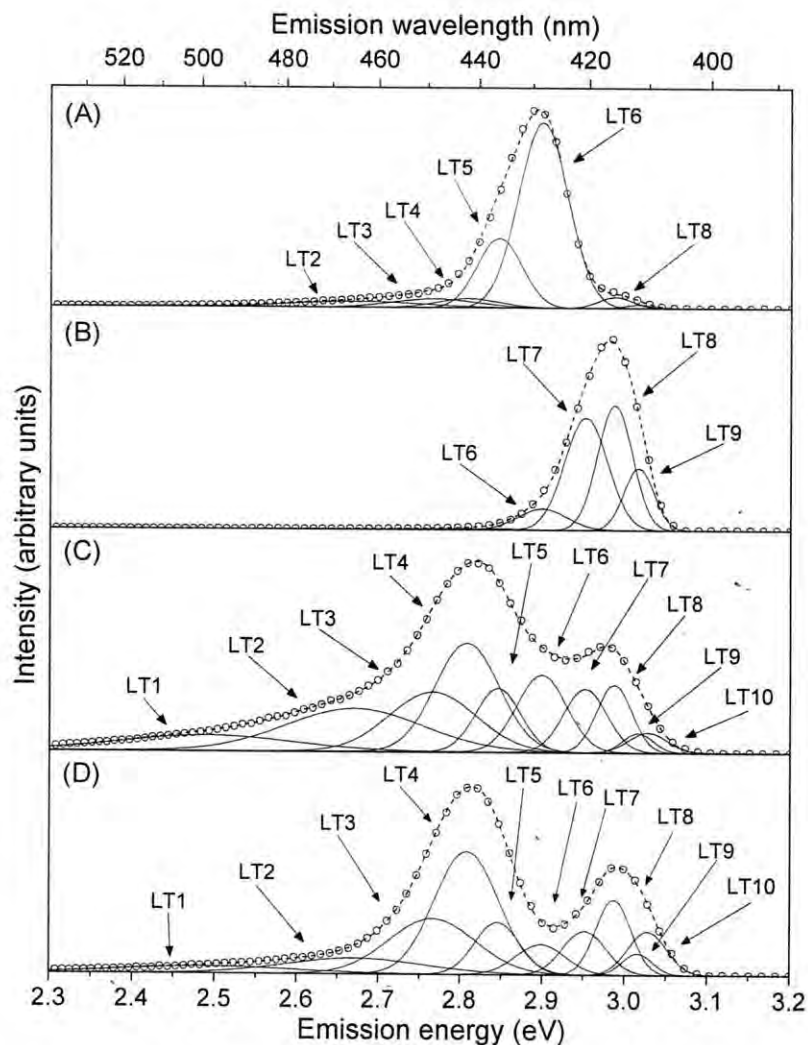 Emission wavelength (nm)
520 500 480 460 440 420 400
(A)
LT6
LT5
LT4
LT3
LT2
LT8
(B)
LT7
LT8
LT6
LT9
(C)
LT4
LT5
LT6
LT7
LT3
LT8
LT2
LT9
LT1
LT10
(D)
LT4
LT5
LT6
LT7
LT3
LT8
LT2
LT9
LT1
LT10
Intensity (arbitrary units)
2.3 2.4 2.5 2.6 2.7 2.8 2.9 3.0 3.1 3.2
Emission energy (eV)